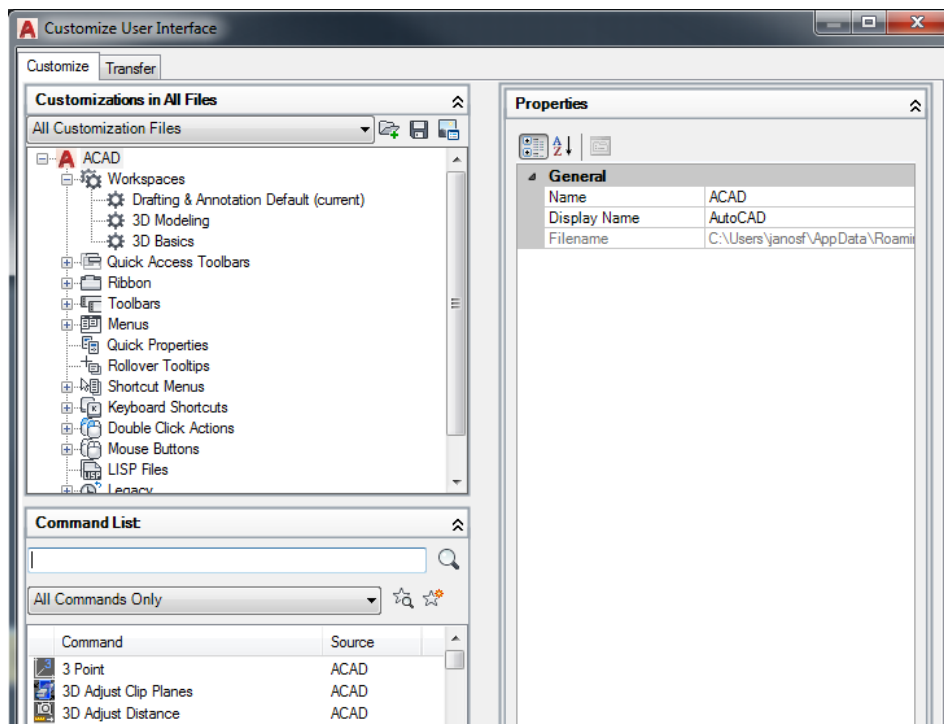 Customize User Interface
Customize
Transfer
Customizations in All Files
All Customization Files
ACAD
Workspaces
Drafting & Annotation Default (current)
3D Modeling
3D Basics
Quick Access Toolbars
Ribbon
Toolbars
Menus
Quick Properties
Rollover Tooltips
Shortcut Menus
Keyboard Shortcuts
Double Click Actions
Mouse Buttons
LISP Files
Legacy
Command List:
All Commands Only
Command Source
3 Point ACAD
3D Adjust Clip Planes ACAD
3D Adjust Distance ACAD
Properties
General
Name ACAD
Display Name AutoCAD
Filename C:\Users\janosf\AppData\Roami